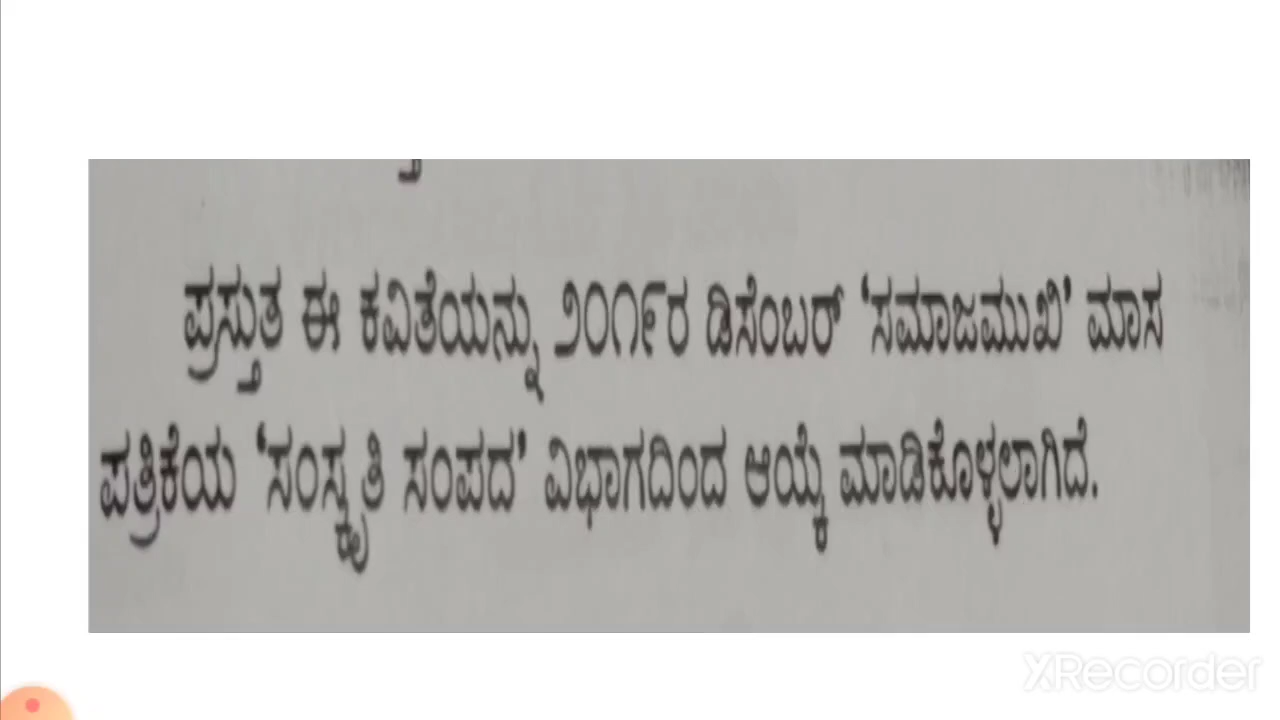 ಪ್ರಸ್ತುತ ಈ ಕವಿತೆಯನ್ನು ೨೦೧೯ರ ಡಿಸೆಂಬರ್ ‘ಸಮಾಜಮುಖಿ’ ಮಾಸ
ಪತ್ರಿಕೆಯ ‘ಸಂಸ್ಕೃತಿ ಸಂಪದ’ ವಿಭಾಗದಿಂದ ಆಯ್ಕೆ ಮಾಡಿಕೊಳ್ಳಲಾಗಿದೆ.
XRecorder